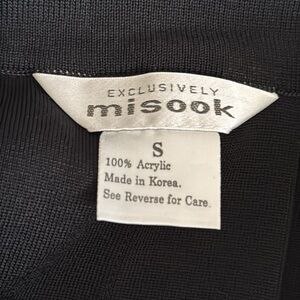 EXCLUSIVELY
misook
S
100% Acrylic
Made in Korea.
See Reverse for Care.